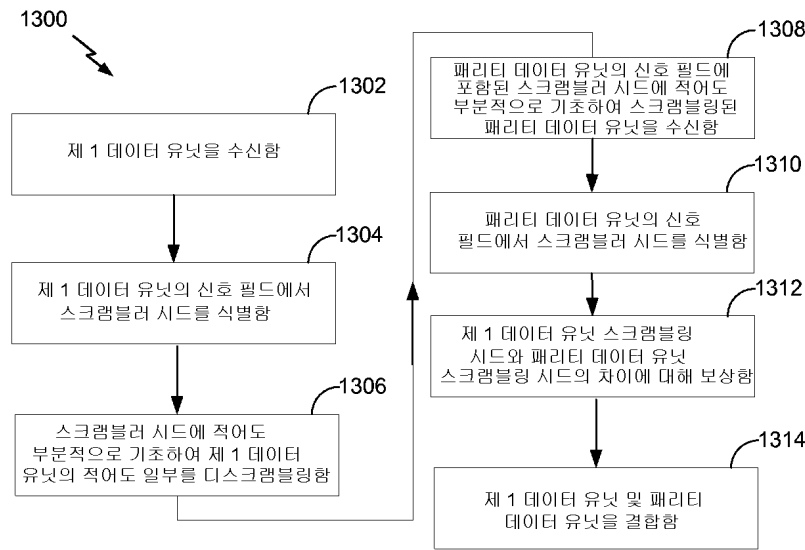 1300
1302
제 1 데이터 유닛을 수신함
1304
제 1 데이터 유닛의 신호 필드에서
스크램블러 시드를 식별함
1306
스크램블러 시드에 적어도
부분적으로 기초하여 제 1 데이터
유닛의 적어도 일부를 디스크램블링함
1308
패리티 데이터 유닛의 신호 필드에
포함된 스크램블러 시드에 적어도
부분적으로 기초하여 스크램블링된
패리티 데이터 유닛을 수신함
1310
패리티 데이터 유닛의 신호
필드에서 스크램블러 시드를 식별함
1312
제 1 데이터 유닛 스크램블링
시드와 패리티 데이터 유닛
스크램블링 시드의 차이에 대해 보상함
1314
제 1 데이터 유닛 및 패리티
데이터 유닛을 결합함